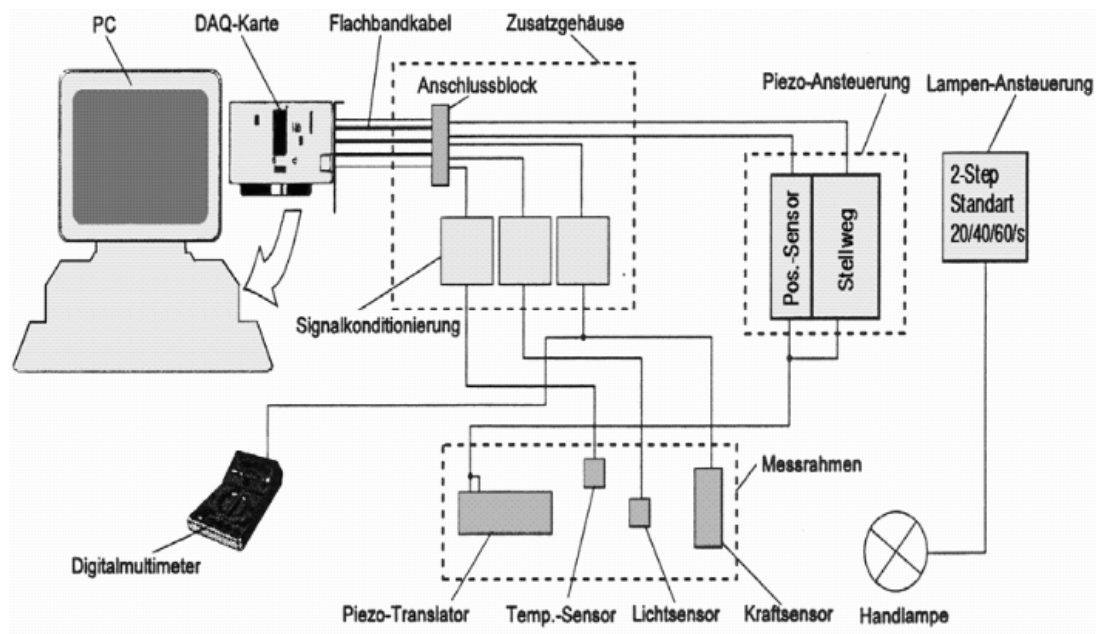 PC
DAQ-Karte
Flachbandkabel
Zusatzgehäuse
Anschlussblock
Piezo-Ansteuerung
Lampen-Ansteuerung
2-Step
Standart
20/40/60/s
Pos.-Sensor
Stellweg
Signalkonditionierung
Messrahmen
Digitalmultimeter
Piezo-Translator
Temp.-Sensor
Lichtsensor
Kraftsensor
Handlampe